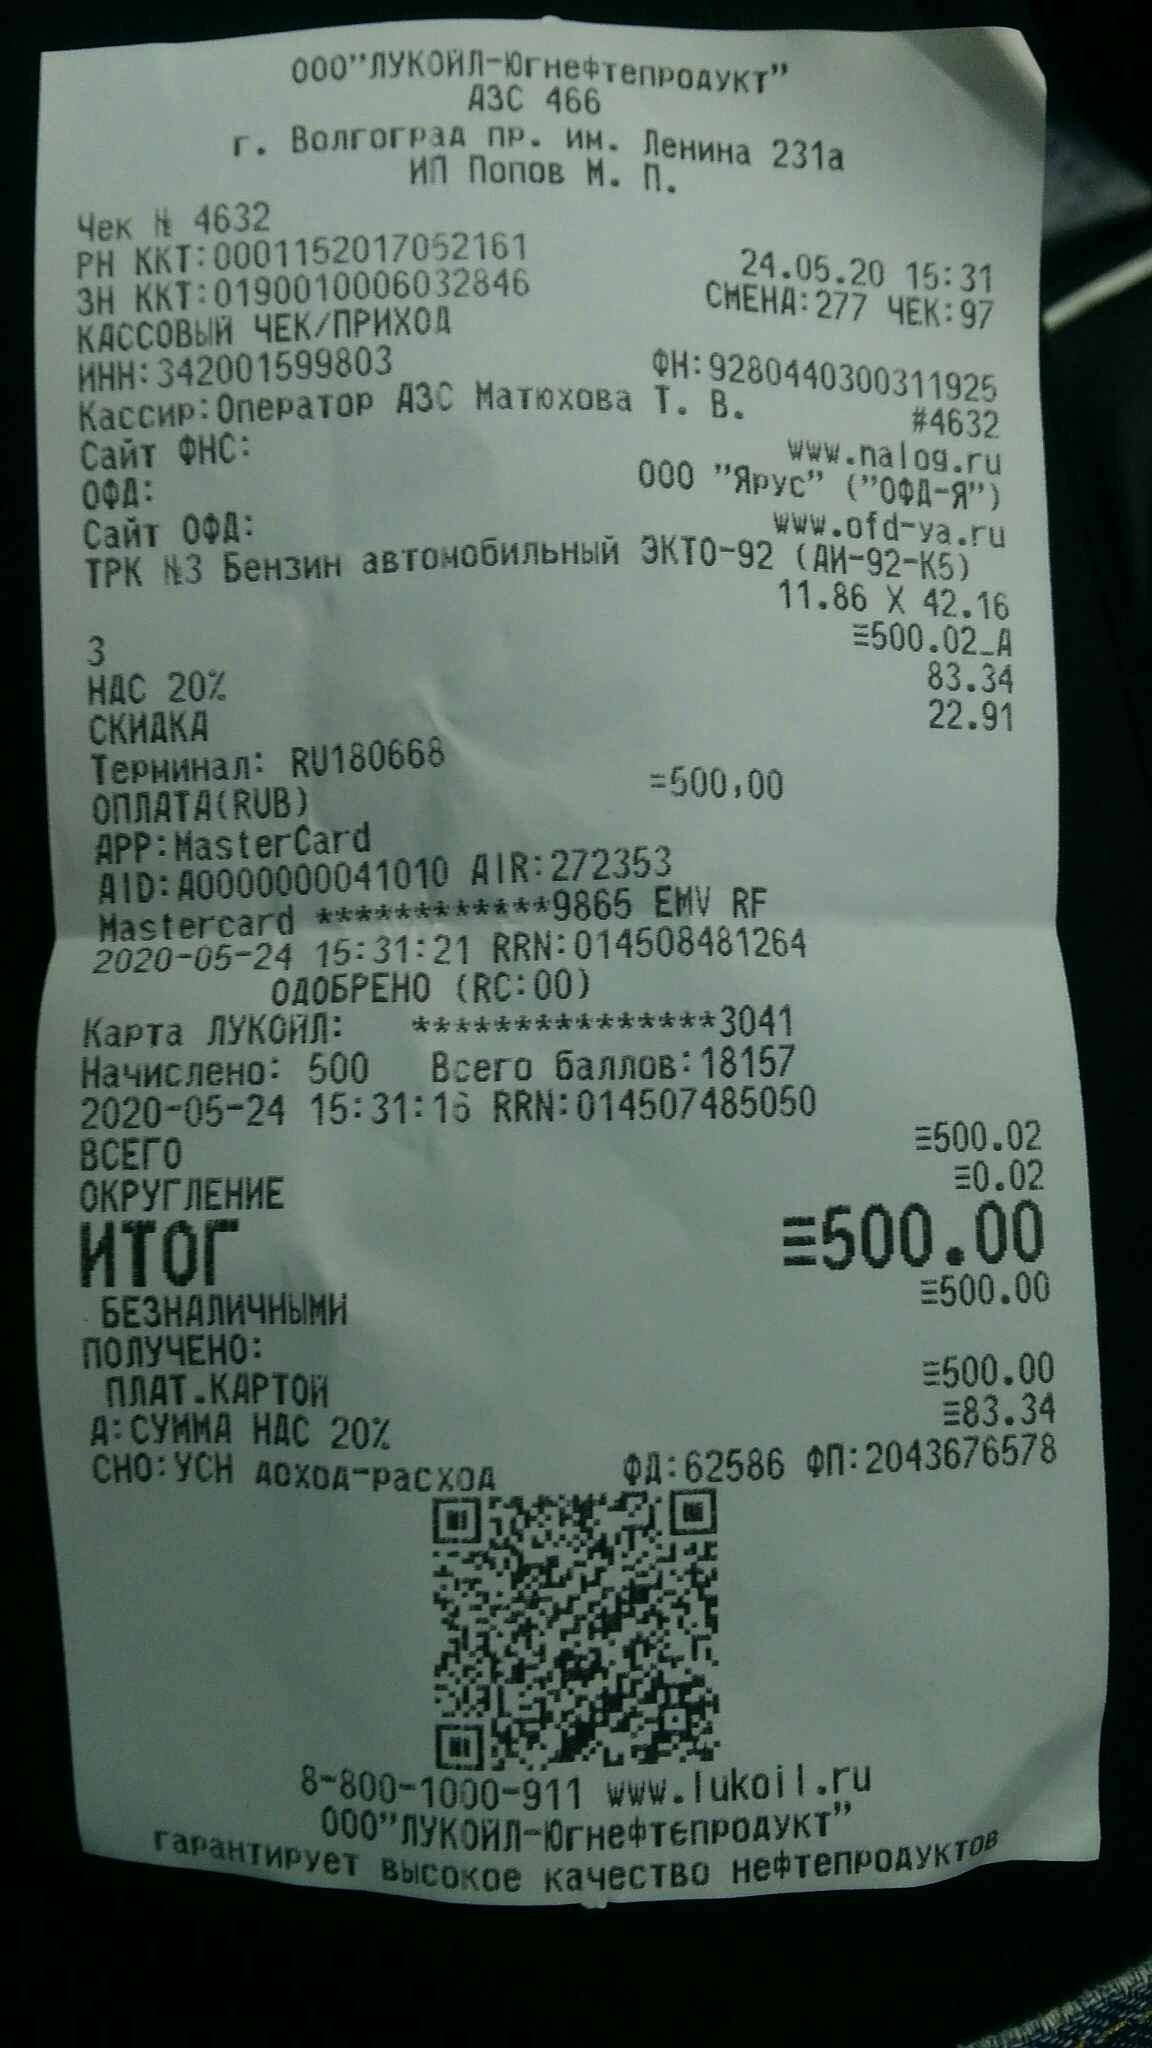 ООО"ЛУКОЙЛ-Югнефтепродукт"
АЗС 466
г. Волгоград пр. им. Ленина 231а
ИП Попов М. П.
Чек № 4632
РН ККТ:0001152017052161 24.05.20 15:31
ЗН ККТ:0190010006032846 СМЕНА:277 ЧЕК:97
КАССОВЫЙ ЧЕК/ПРИХОД
ИНН:342001599803 ФН:9280440300311925
Кассир:Оператор АЗС Матюхова Т. В. #4632
Сайт ФНС: www.nalog.ru
ОФД: ООО "Ярус" ("ОФД-Я")
Сайт ОФД: www.ofd-ya.ru
ТРК №3 Бензин автомобильный ЭКТО-92 (АИ-92-К5)
11.86 X 42.16
3 ≡500.02_А
НДС 20% 83.34
СКИДКА 22.91
Терминал: RU180668
ОПЛАТА(RUB) =500,00
APP:MasterCard
AID:A0000000041010 AIR:272353
Mastercard ************9865 EMV RF
2020-05-24 15:31:21 RRN:014508481264
ОДОБРЕНО (RC:00)
Карта ЛУКОЙЛ: ***************3041
Начислено: 500 Всего баллов:18157
2020-05-24 15:31:16 RRN:014507485050
ВСЕГО ≡500.02
ОКРУГЛЕНИЕ ≡0.02
ИТОГ ≡500.00
БЕЗНАЛИЧНЫМИ ≡500.00
ПОЛУЧЕНО:
ПЛАТ.КАРТОЙ ≡500.00
А:СУММА НДС 20% ≡83.34
СНО:УСН доход-расход ФД:62586 ФП:2043676578
8-800-1000-911 www.lukoil.ru
ООО"ЛУКОЙЛ-Югнефтепродукт"
гарантирует высокое качество нефтепродуктов